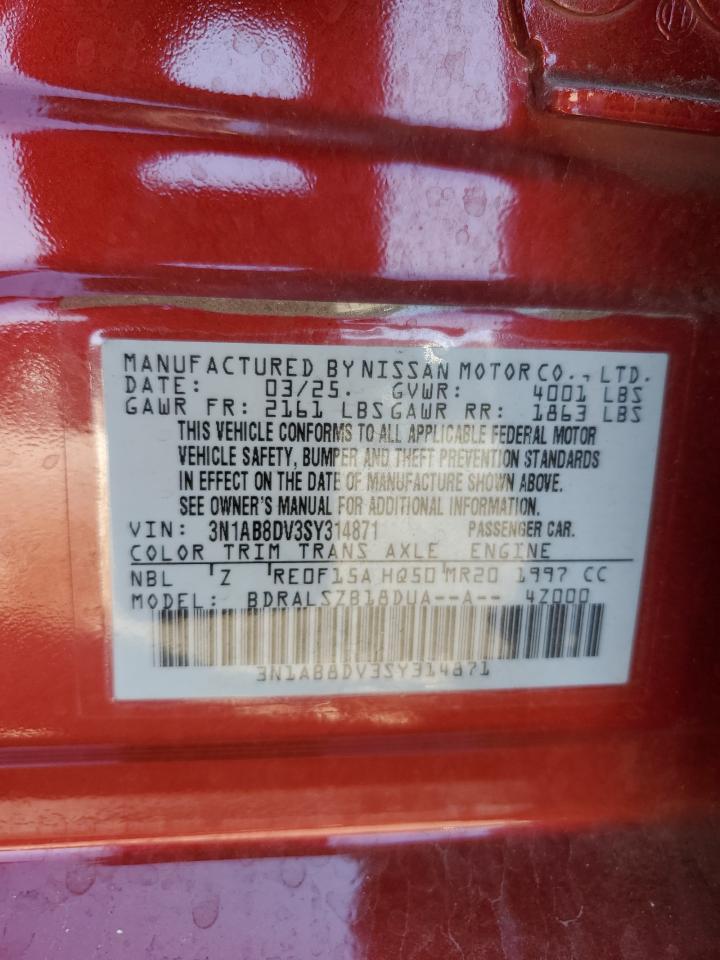 MANUFACTURED BY NISSAN MOTOR CO., LTD.
DATE: 03/25. GVWR: 4001 LBS
GAWR FR: 2161 LBS GAWR RR: 1863 LBS
THIS VEHICLE CONFORMS TO ALL APPLICABLE FEDERAL MOTOR
VEHICLE SAFETY, BUMPER AND THEFT PREVENTION STANDARDS
IN EFFECT ON THE DATE OF MANUFACTURE SHOWN ABOVE.
SEE OWNER'S MANUAL FOR ADDITIONAL INFORMATION.
VIN: 3N1AB8DV3SY314871 PASSENGER CAR.
COLOR TRIM TRANS AXLE ENGINE
NBL 'Z 'RE0F15A HQ50'MR20 1997 CC
MODEL: BDRALSZB18DUA--A-- 4Z000
3N1AB8DV3SY314871